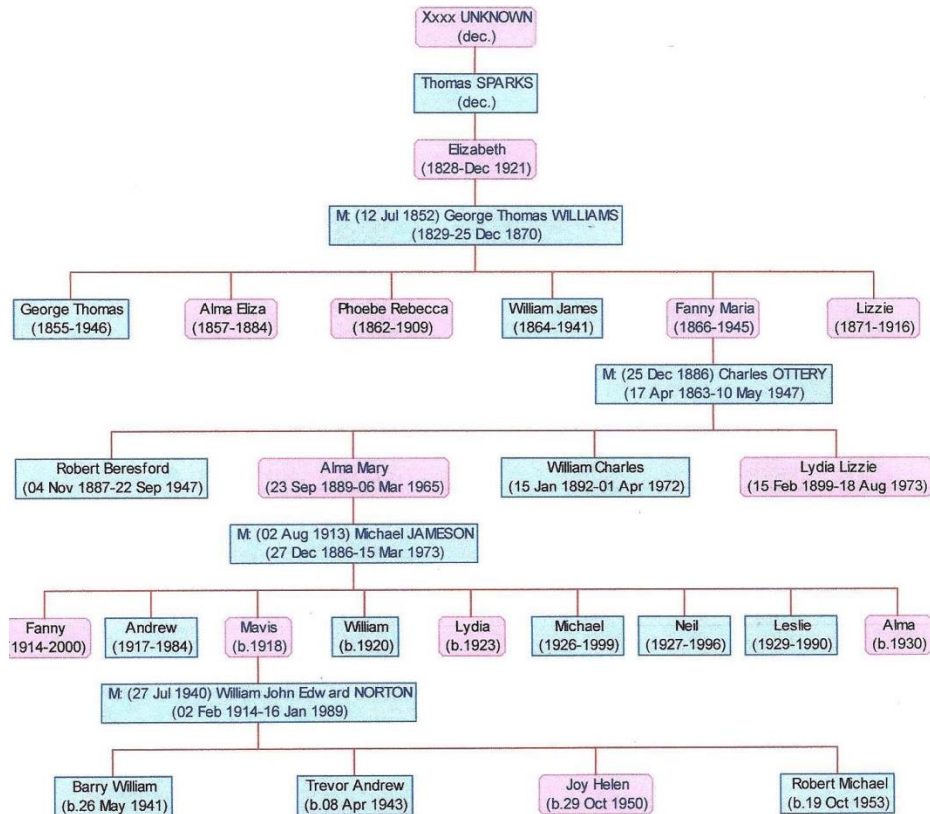 Xxxx UNKNOWN
(dec.)
Thomas SPARKS
(dec.)
Elizabeth
(1828-Dec 1921)
M: (12 Jul 1852) George Thomas WILLIAMS
(1829-25 Dec 1870)
George Thomas
(1855-1946)
Alma Eliza
(1857-1884)
Phoebe Rebecca
(1862-1909)
William James
(1864-1941)
Fanny Maria
(1866-1945)
Lizzie
(1871-1916)
M: (25 Dec 1886) Charles OTTERY
(17 Apr 1863-10 May 1947)
Robert Beresford
(04 Nov 1887-22 Sep 1947)
Alma Mary
(23 Sep 1889-06 Mar 1965)
William Charles
(15 Jan 1892-01 Apr 1972)
Lydia Lizzie
(15 Feb 1899-18 Aug 1973)
M: (02 Aug 1913) Michael JAMESON
(27 Dec 1886-15 Mar 1973)
Fanny
1914-2000)
Andrew
(1917-1984)
Mavis
(b.1918)
William
(b.1920)
Lydia
(b.1923)
Michael
(1926-1999)
Neil
(1927-1996)
Leslie
(1929-1990)
Alma
(b.1930)
M: (27 Jul 1940) William John Edward NORTON
(02 Feb 1914-16 Jan 1989)
Barry William
(b.26 May 1941)
Trevor Andrew
(b.08 Apr 1943)
Joy Helen
(b.29 Oct 1950)
Robert Michael
(b.19 Oct 1953)